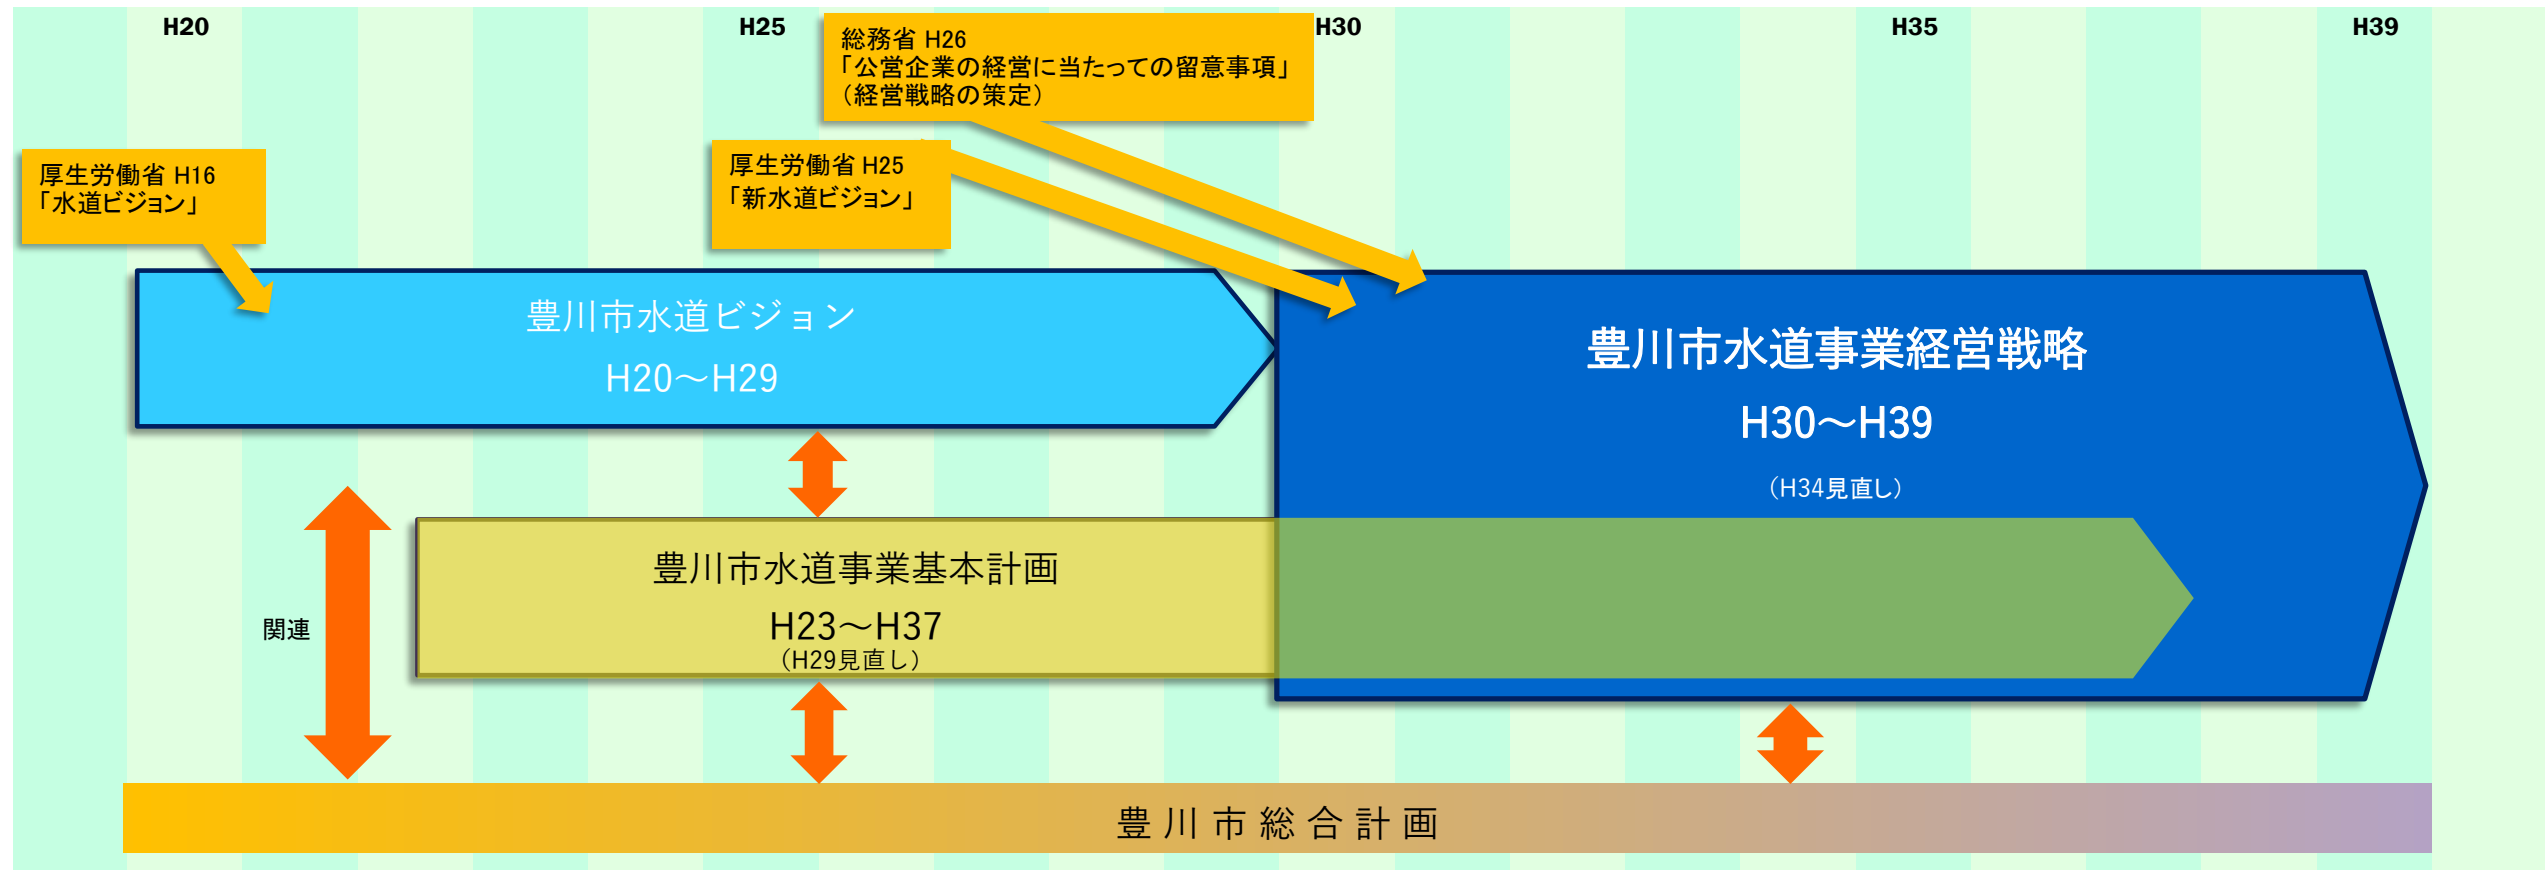 H20
H25
H30
H35
H39
総務省 H26
「公営企業の経営に当たっての留意事項」
（経営戦略の策定）
厚生労働省 H16
「水道ビジョン」
厚生労働省 H25
「新水道ビジョン」
豊川市水道ビジョン
H20～H29
豊川市水道事業経営戦略
H30～H39
（H34見直し）
豊川市水道事業基本計画
H23～H37
（H29見直し）
関連
豊川市総合計画